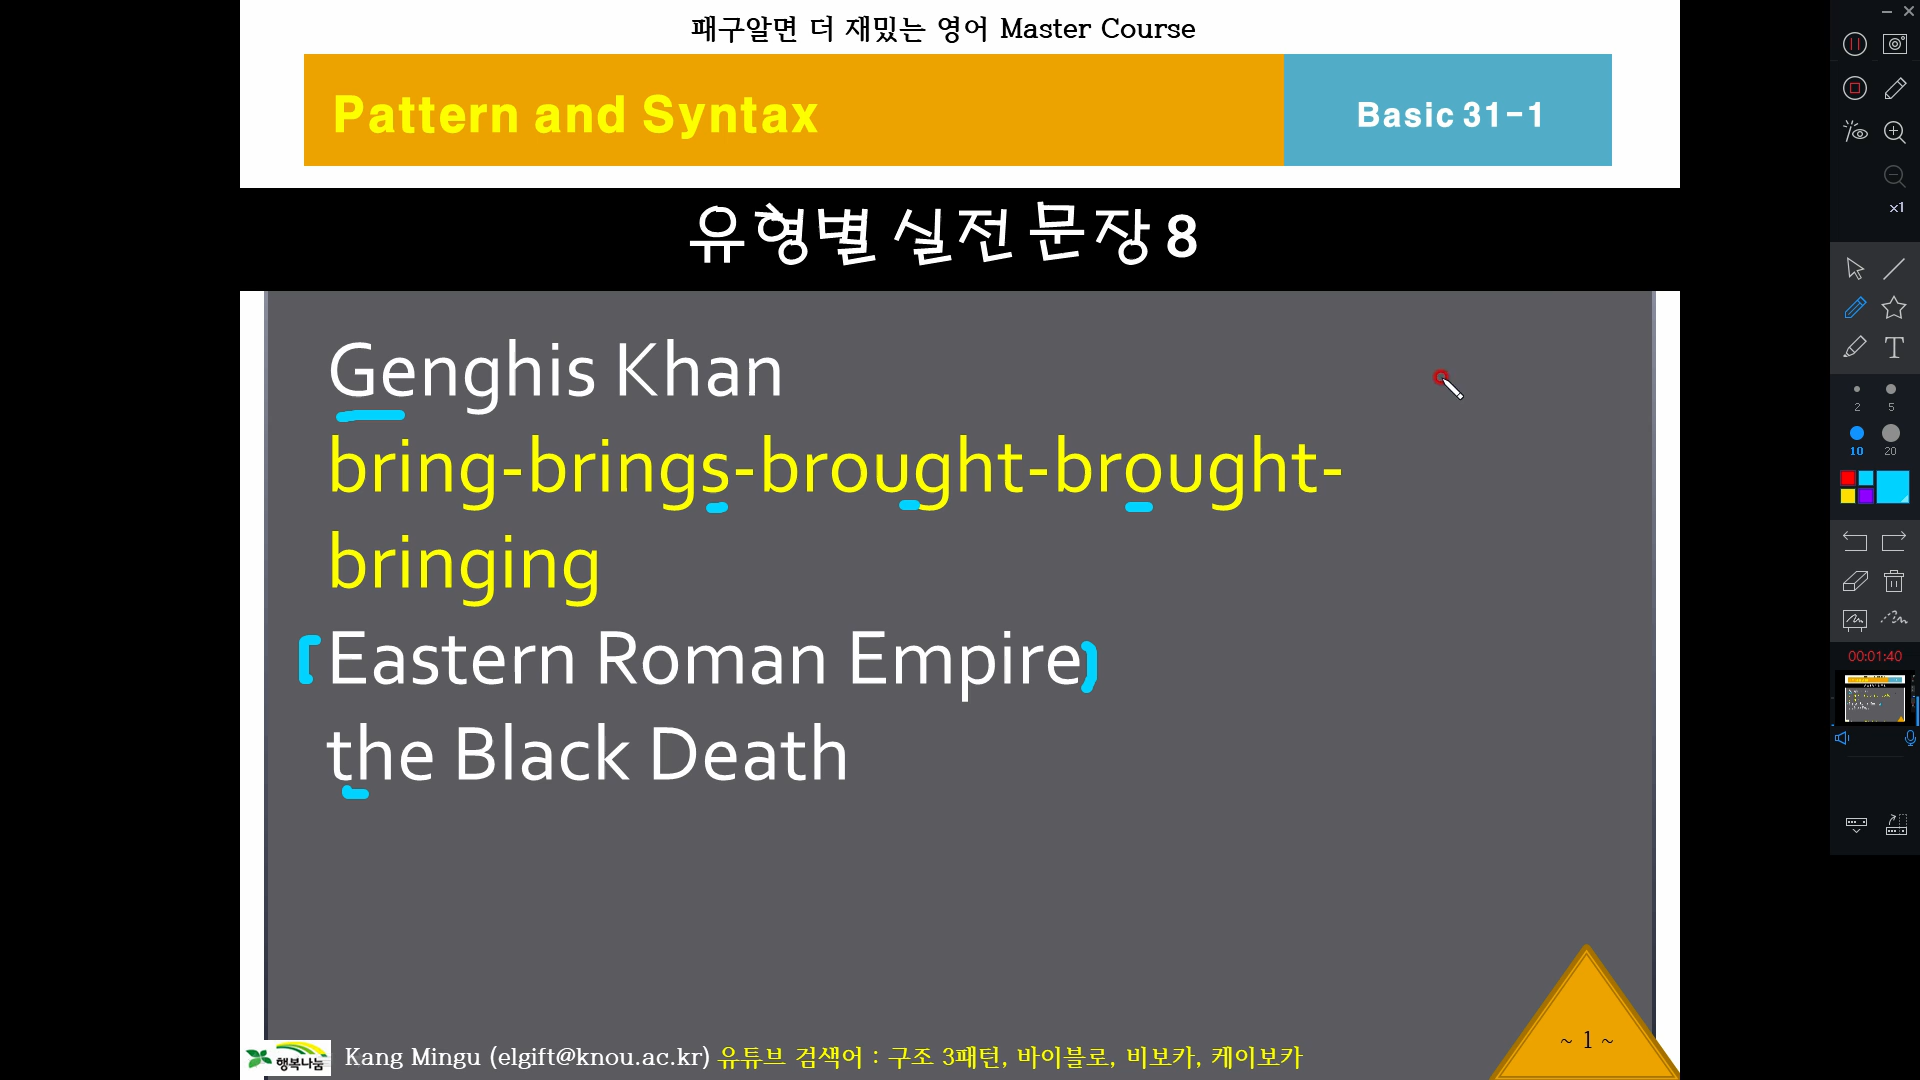 패구알면 더 재밌는 영어 Master Course
Pattern and Syntax
Basic 31-1
유형별 실전 문장 8
Genghis Khan
bring-brings-brought-brought-
bringing
Eastern Roman Empire
the Black Death
행복나눔
Kang Mingu (elgift@knou.ac.kr) 유튜브 검색어 : 구조 3패턴, 바이블로, 비보카, 케이보카
~ 1 ~
x1
T
2
5
10
20
00:01:40